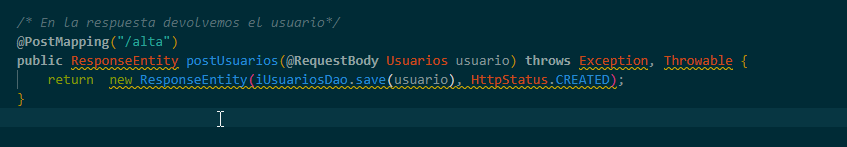 /* En la respuesta devolvemos el usuario*/
@PostMapping("/alta")
public ResponseEntity postUsuarios(@RequestBody Usuarios usuario) throws Exception, Throwable {
    return  new ResponseEntity(iUsuariosDao.save(usuario), HttpStatus.CREATED);
}